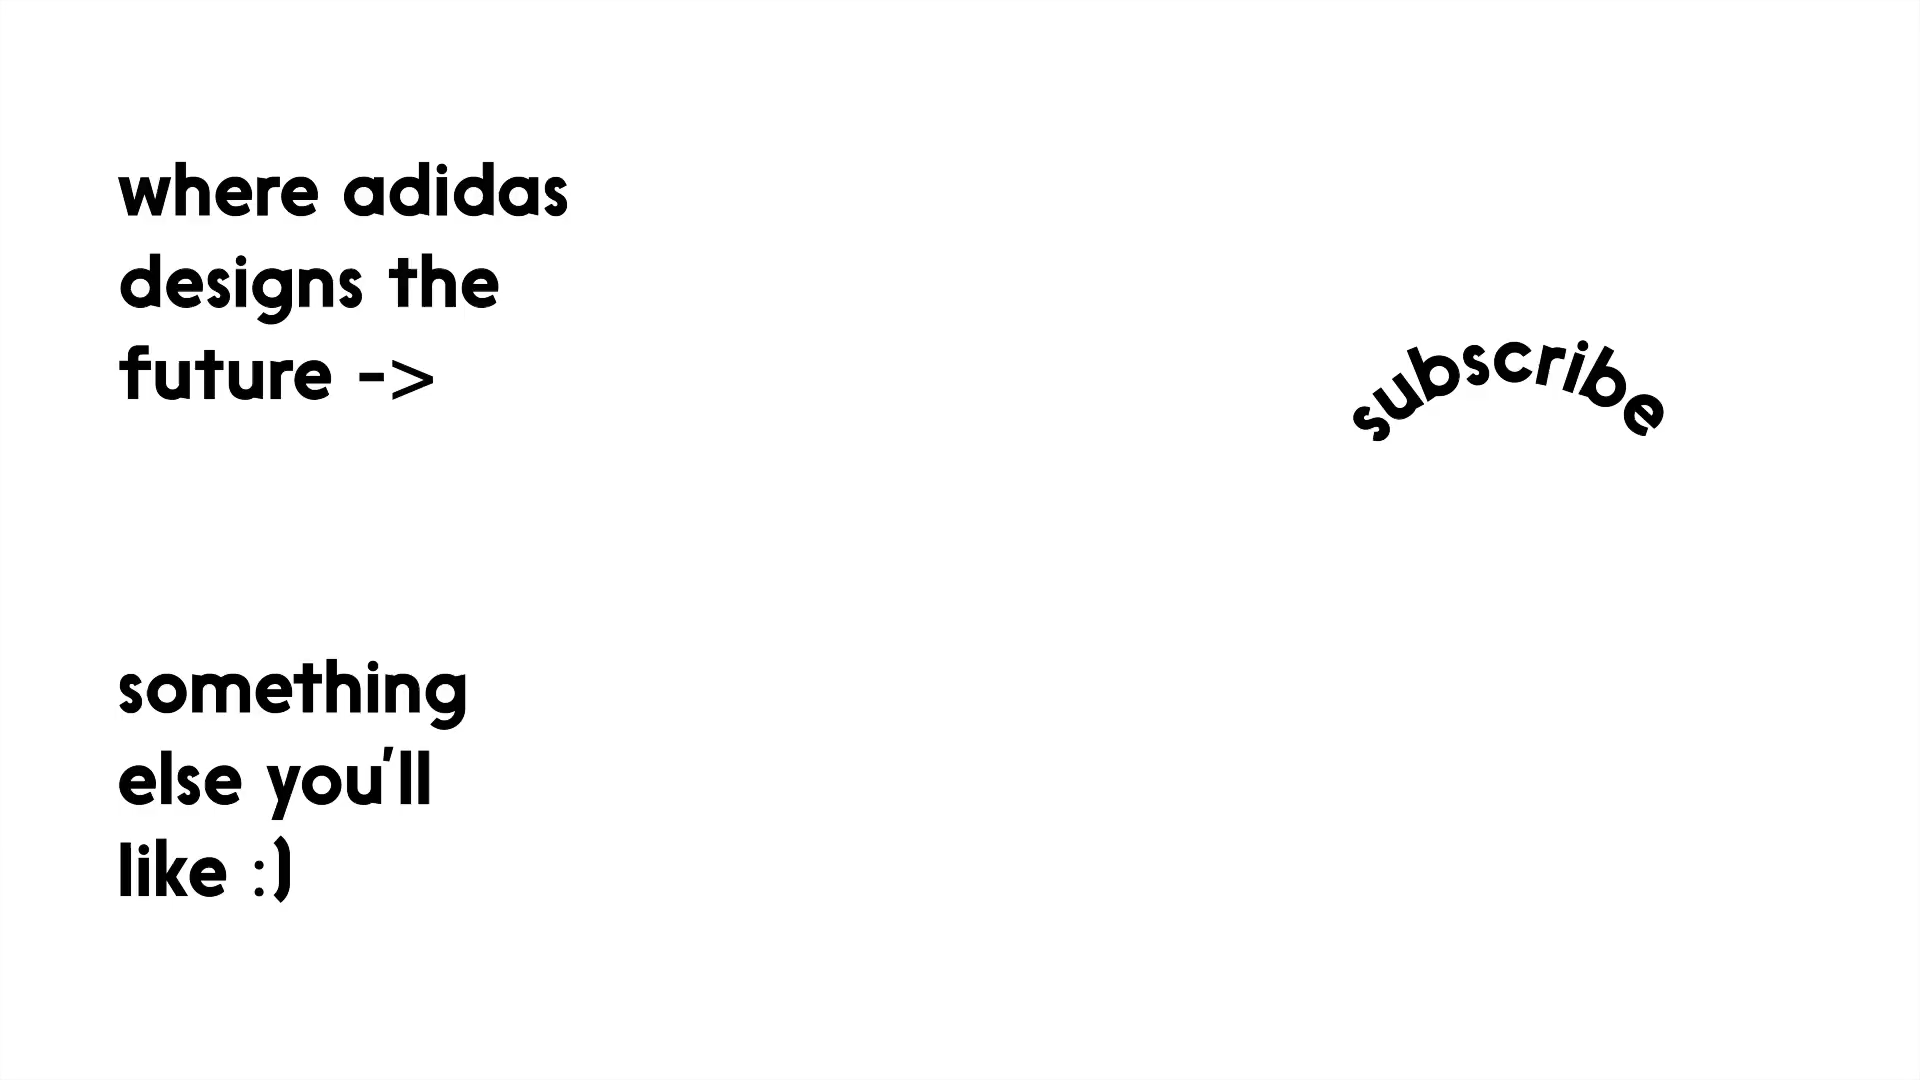 where adidas
designs the
future ->
subscribe
something
else you'll
like :)